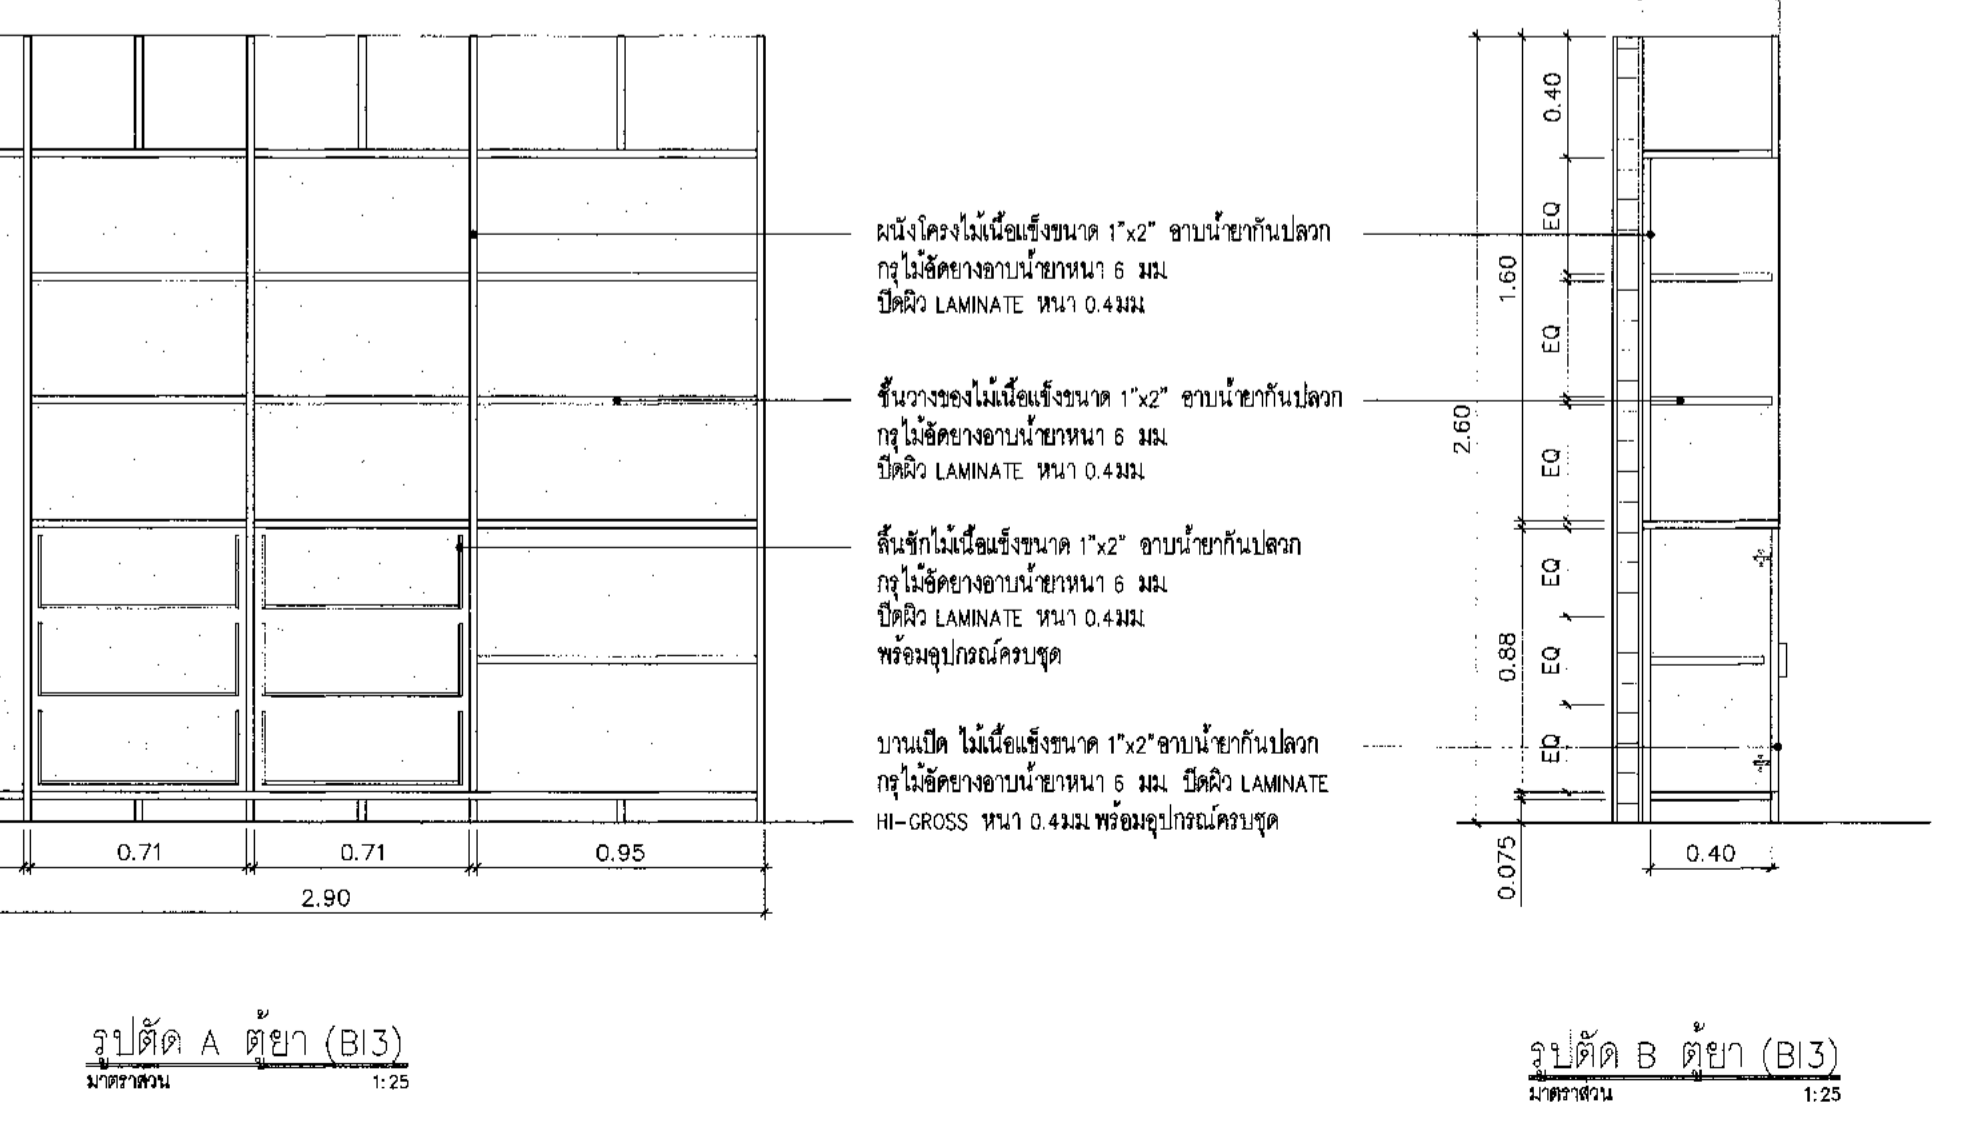 ผนังโครงไม้เนื้อแข็งขนาด 1"x2" อาบน้ำยากันปลวก
กรุไม้อัดยางอาบน้ำยาหนา 6 มม.
ปิดผิว LAMINATE หนา 0.4มม.
ชั้นวางของไม้เนื้อแข็งขนาด 1"x2" อาบน้ำยากันปลวก
กรุไม้อัดยางอาบน้ำยาหนา 6 มม.
ปิดผิว LAMINATE หนา 0.4มม.
ลิ้นชักไม้เนื้อแข็งขนาด 1"x2" อาบน้ำยากันปลวก
กรุไม้อัดยางอาบน้ำยาหนา 6 มม.
ปิดผิว LAMINATE หนา 0.4มม.
พร้อมอุปกรณ์ครบชุด
บานเปิด ไม้เนื้อแข็งขนาด 1"x2"อาบน้ำยากันปลวก
กรุไม้อัดยางอาบน้ำยาหนา 6 มม. ปิดผิว LAMINATE
HI-GROSS หนา 0.4มม. พร้อมอุปกรณ์ครบชุด
0.71
0.71
0.95
2.90
รูปตัด A ตู้ยา (BI3)
มาตราส่วน 1:25
0.40
EQ
EQ
EQ
EQ
EQ
EQ
1.60
0.88
0.075
2.60
0.40
รูปตัด B ตู้ยา (BI3)
มาตราส่วน 1:25